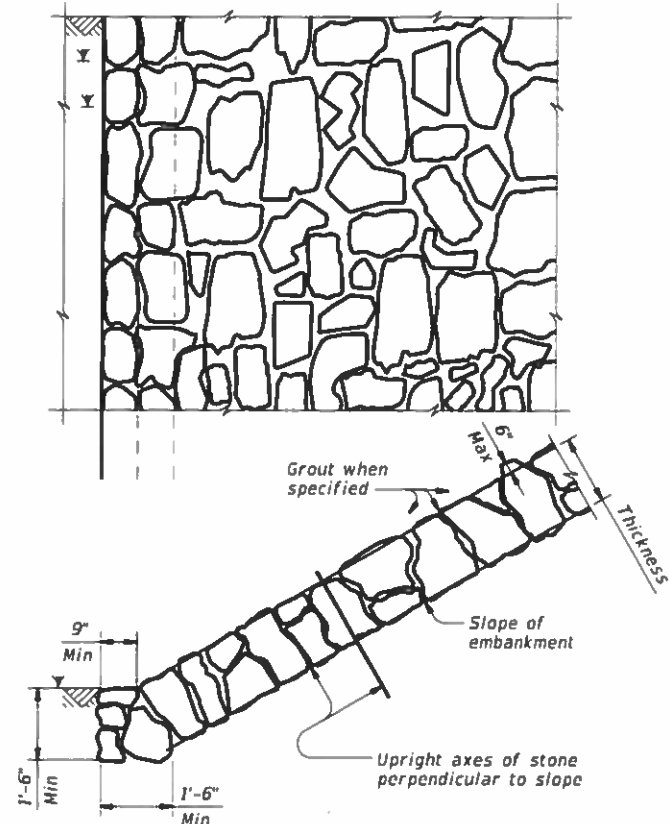 6"
Max
Grout when
specified
Thickness
Slope of
embankment
9"
Min
1'-6"
Min
Upright axes of stone
perpendicular to slope
1'-6"
Min